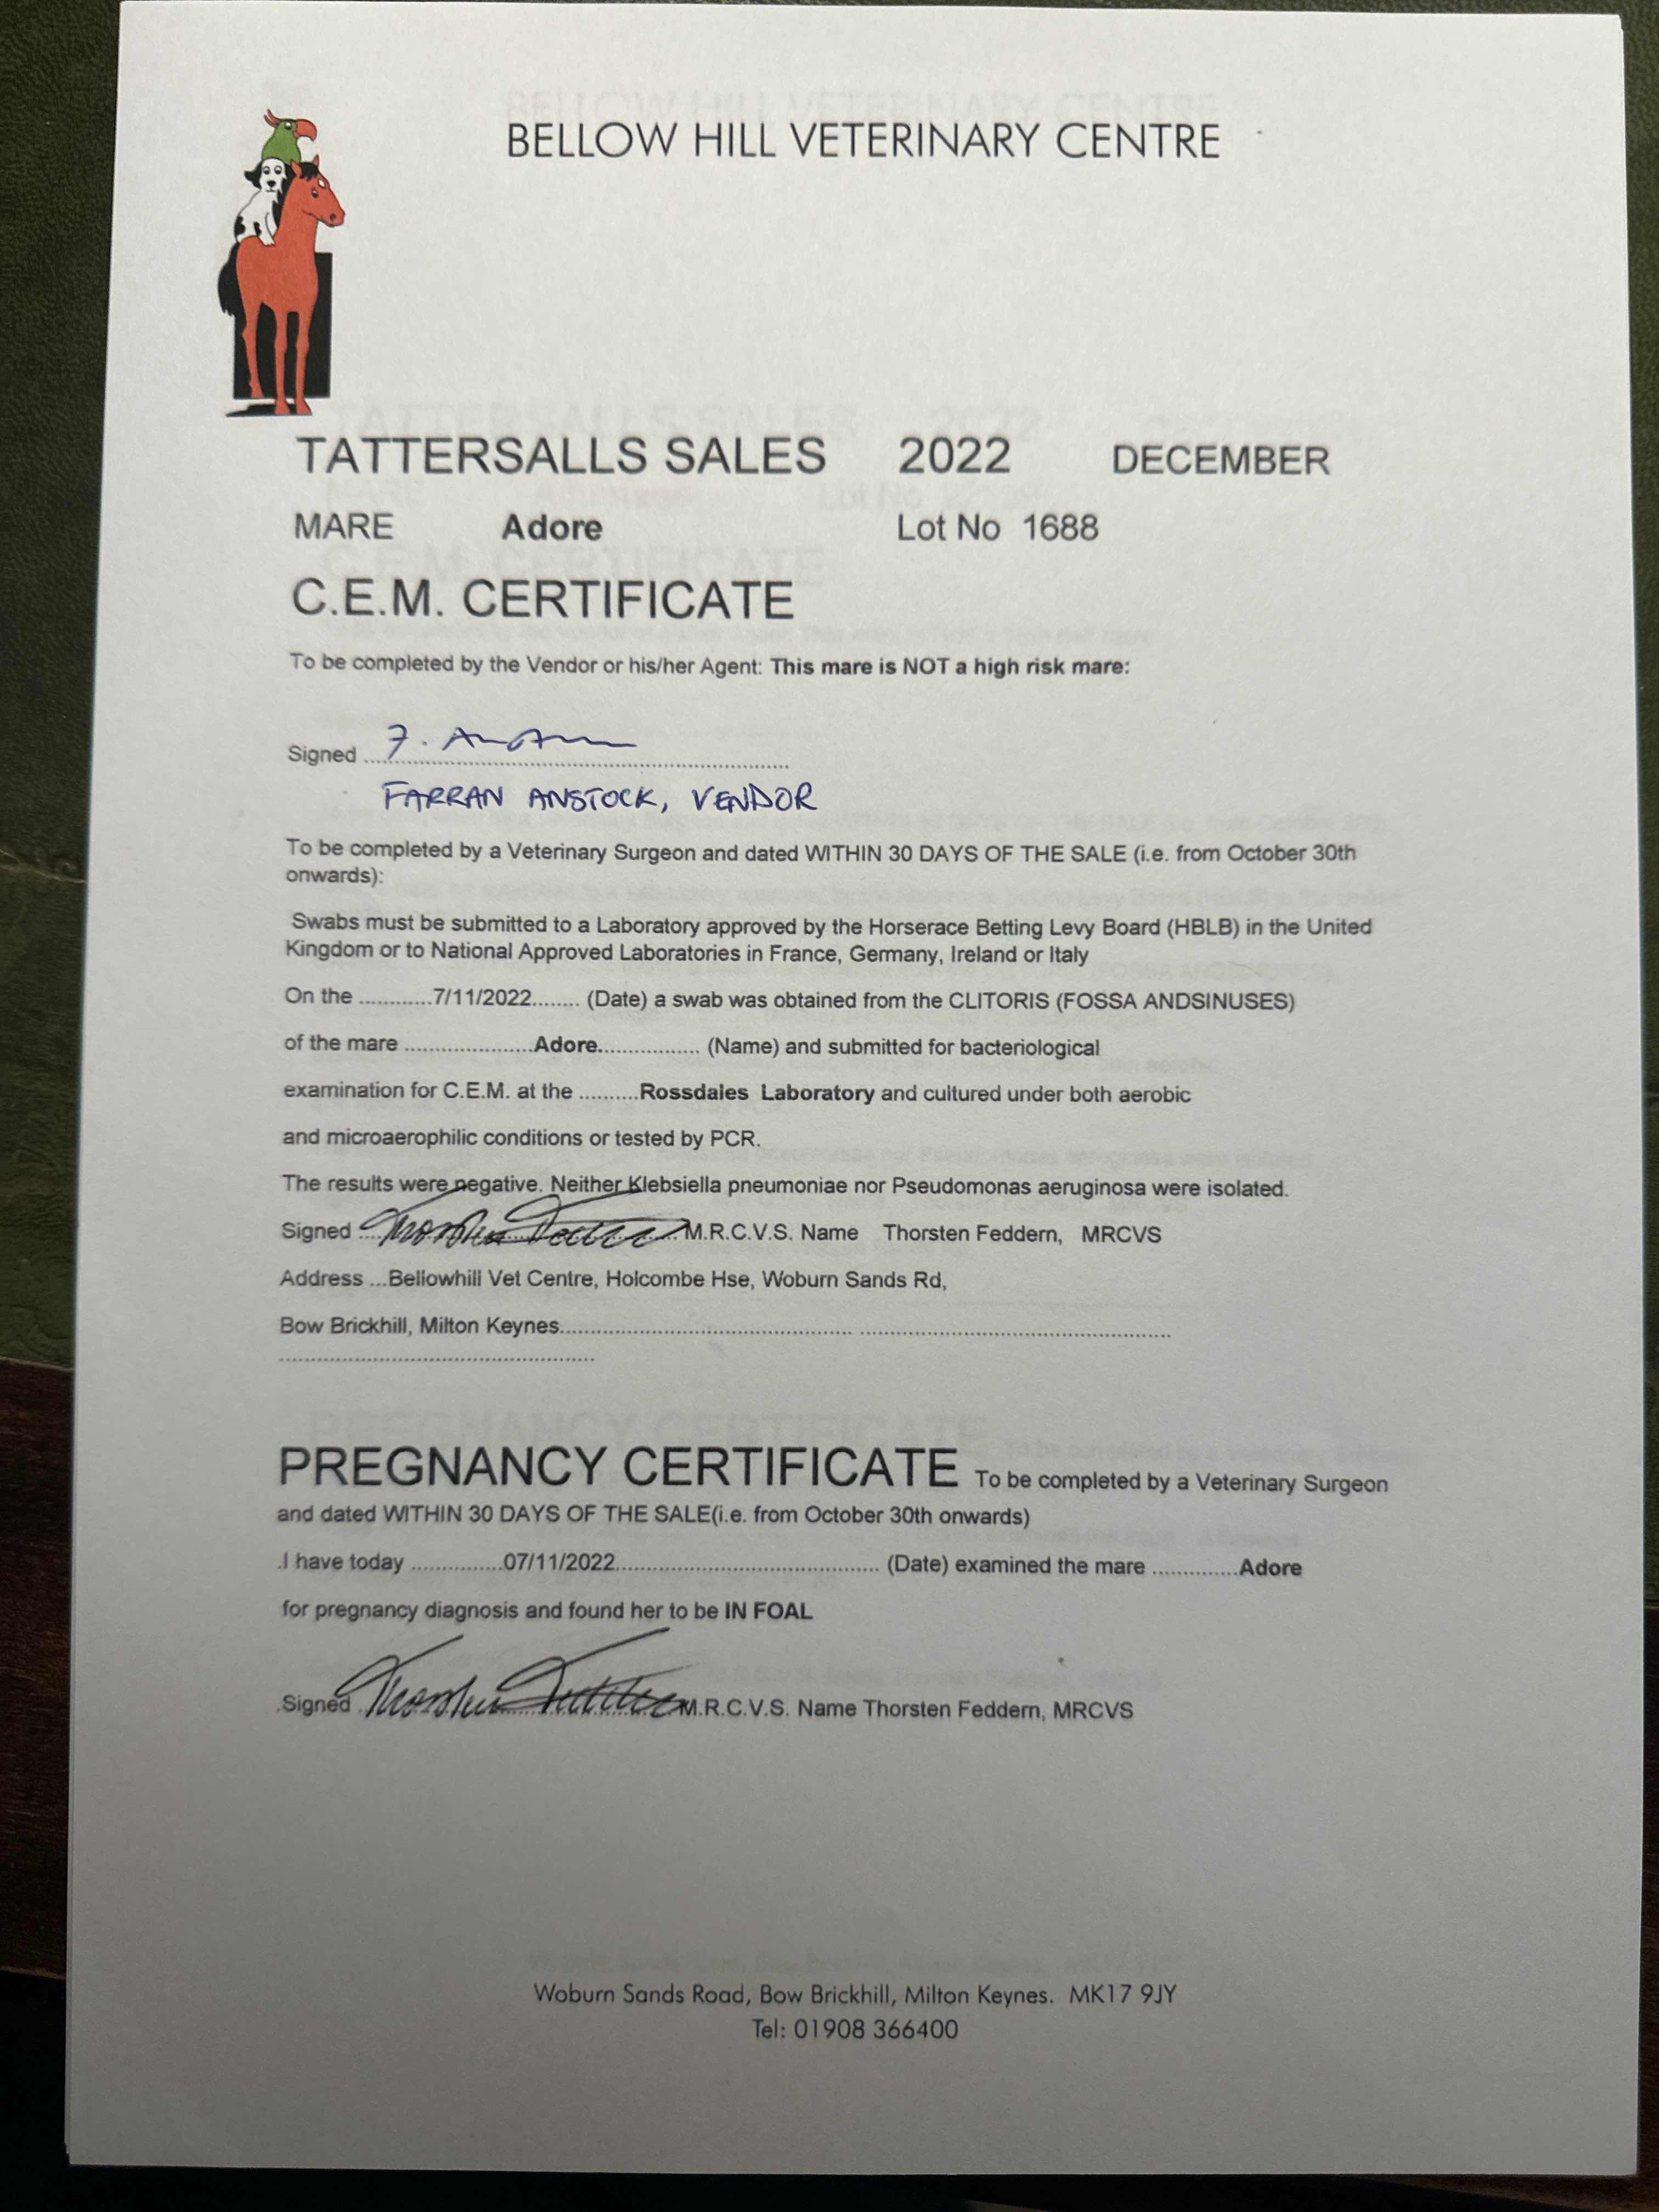 BELLOW HILL VETERINARY CENTRE
TATTERSALLS SALES 2022 DECEMBER
MARE Adore Lot No 1688
C.E.M. CERTIFICATE
To be completed by the Vendor or his/her Agent: This mare is NOT a high risk mare:
Signed ..........
FARRAN ANSTOCK, VENDOR
To be completed by a Veterinary Surgeon and dated WITHIN 30 DAYS OF THE SALE (i.e. from October 30th
onwards):
Swabs must be submitted to a Laboratory approved by the Horserace Betting Levy Board (HBLB) in the United
Kingdom or to National Approved Laboratories in France, Germany, Ireland or Italy
On the ............7/11/2022........ (Date) a swab was obtained from the CLITORIS (FOSSA ANDSINUSES)
of the mare ......................Adore................. (Name) and submitted for bacteriological
examination for C.E.M. at the ..........Rossdales Laboratory and cultured under both aerobic
and microaerophilic conditions or tested by PCR.
The results were negative. Neither Klebsiella pneumoniae nor Pseudomonas aeruginosa were isolated.
Signed ... Thorsten Feddern ...M.R.C.V.S. Name Thorsten Feddern, MRCVS
Address ...Bellowhill Vet Centre, Holcombe Hse, Woburn Sands Rd,
Bow Brickhill, Milton Keynes..........
PREGNANCY CERTIFICATE To be completed by a Veterinary Surgeon
and dated WITHIN 30 DAYS OF THE SALE(i.e. from October 30th onwards)
.I have today ...............07/11/2022.......................................... (Date) examined the mare ..............Adore
for pregnancy diagnosis and found her to be IN FOAL
.Signed . Thorsten Feddern ...M.R.C.V.S. Name Thorsten Feddern, MRCVS
Woburn Sands Road, Bow Brickhill, Milton Keynes. MK17 9JY
Tel: 01908 366400